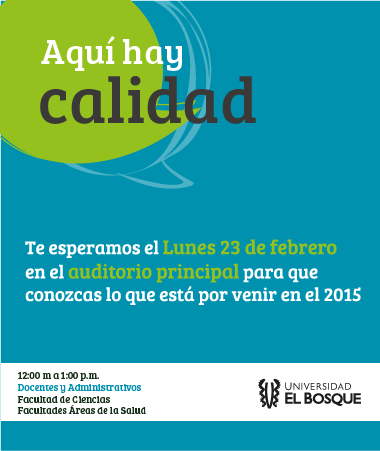 Aquí hay
calidad
Te esperamos el Lunes 23 de febrero
en el auditorio principal para que
conozcas lo que está por venir en el 2015
12:00 m a 1:00 p.m.
Docentes y Administrativos
Facultad de Ciencias
Facultades Áreas de la Salud
UNIVERSIDAD
EL BOSQUE